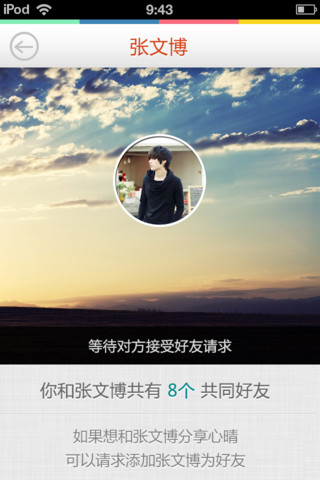 iPod 9:43
张文博
等待对方接受好友请求
你和张文博共有 8个 共同好友
如果想和张文博分享心晴
可以请求添加张文博为好友